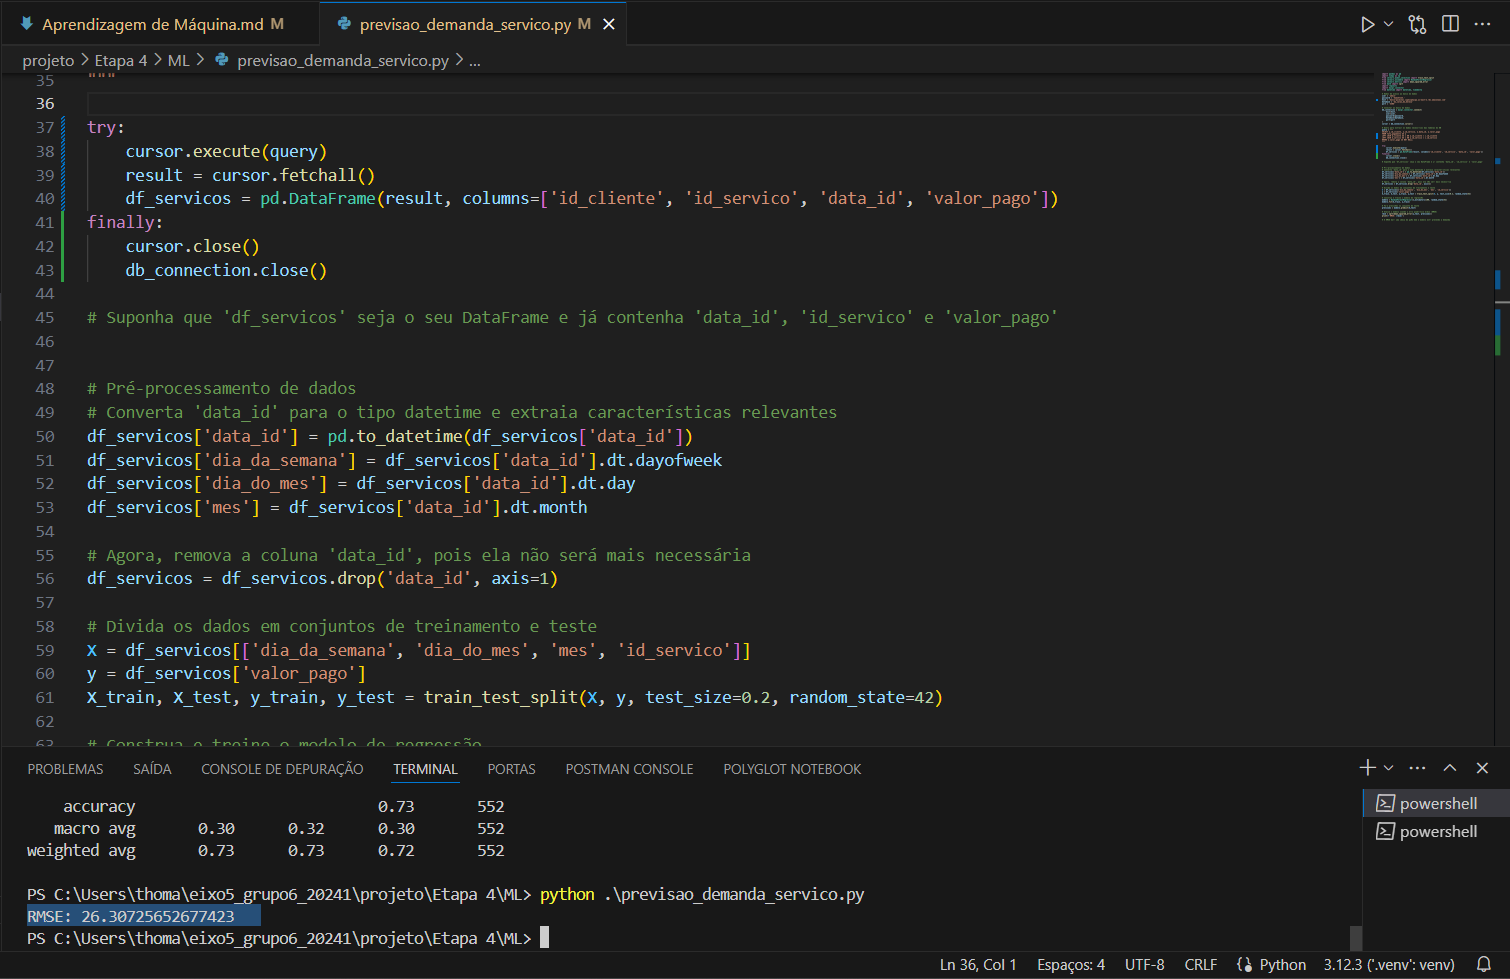 Aprendizagem de Máquina.md M
previsao_demanda_servico.py M
projeto > Etapa 4 > ML > previsao_demanda_servico.py > ...
35 """
36
37 try:
38     cursor.execute(query)
39     result = cursor.fetchall()
40     df_servicos = pd.DataFrame(result, columns=['id_cliente', 'id_servico', 'data_id', 'valor_pago'])
41 finally:
42     cursor.close()
43     db_connection.close()
44
45 # Suponha que 'df_servicos' seja o seu DataFrame e já contenha 'data_id', 'id_servico' e 'valor_pago'
46
47
48 # Pré-processamento de dados
49 # Converta 'data_id' para o tipo datetime e extraia características relevantes
50 df_servicos['data_id'] = pd.to_datetime(df_servicos['data_id'])
51 df_servicos['dia_da_semana'] = df_servicos['data_id'].dt.dayofweek
52 df_servicos['dia_do_mes'] = df_servicos['data_id'].dt.day
53 df_servicos['mes'] = df_servicos['data_id'].dt.month
54
55 # Agora, remova a coluna 'data_id', pois ela não será mais necessária
56 df_servicos = df_servicos.drop('data_id', axis=1)
57
58 # Divida os dados em conjuntos de treinamento e teste
59 X = df_servicos[['dia_da_semana', 'dia_do_mes', 'mes', 'id_servico']]
60 y = df_servicos['valor_pago']
61 X_train, X_test, y_train, y_test = train_test_split(X, y, test_size=0.2, random_state=42)
62
63 # Construa e treine o modelo de regressão
PROBLEMAS SAÍDA CONSOLE DE DEPURAÇÃO TERMINAL PORTAS POSTMAN CONSOLE POLYGLOT NOTEBOOK
accuracy 0.73 552
macro avg 0.30 0.32 0.30 552
weighted avg 0.73 0.73 0.72 552
PS C:\Users\thoma\eixo5_grupo6_20241\projeto\Etapa 4\ML> python .\previsao_demanda_servico.py
RMSE: 26.30725652677423
PS C:\Users\thoma\eixo5_grupo6_20241\projeto\Etapa 4\ML>
powershell
powershell
Ln 36, Col 1 Espaços: 4 UTF-8 CRLF Python 3.12.3 ('.venv': venv)